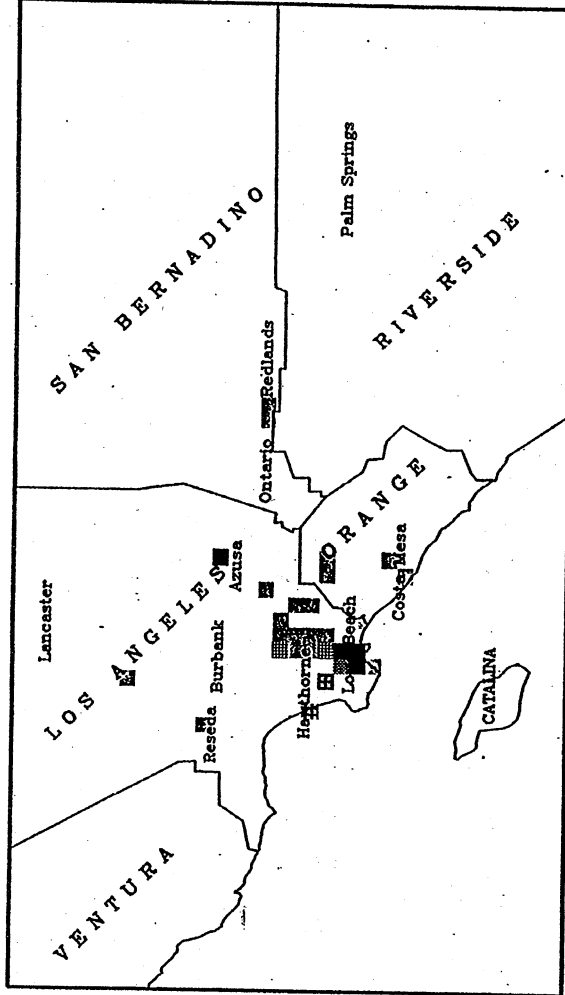 Lancaster
SAN BERNADINO
LOS ANGELES
VENTURA
Reseda
Burbank
Azusa
Ontario
Redlands
Palm Springs
Hawthorne
Long Beach
ORANGE
Costa Mesa
RIVERSIDE
CATALINA